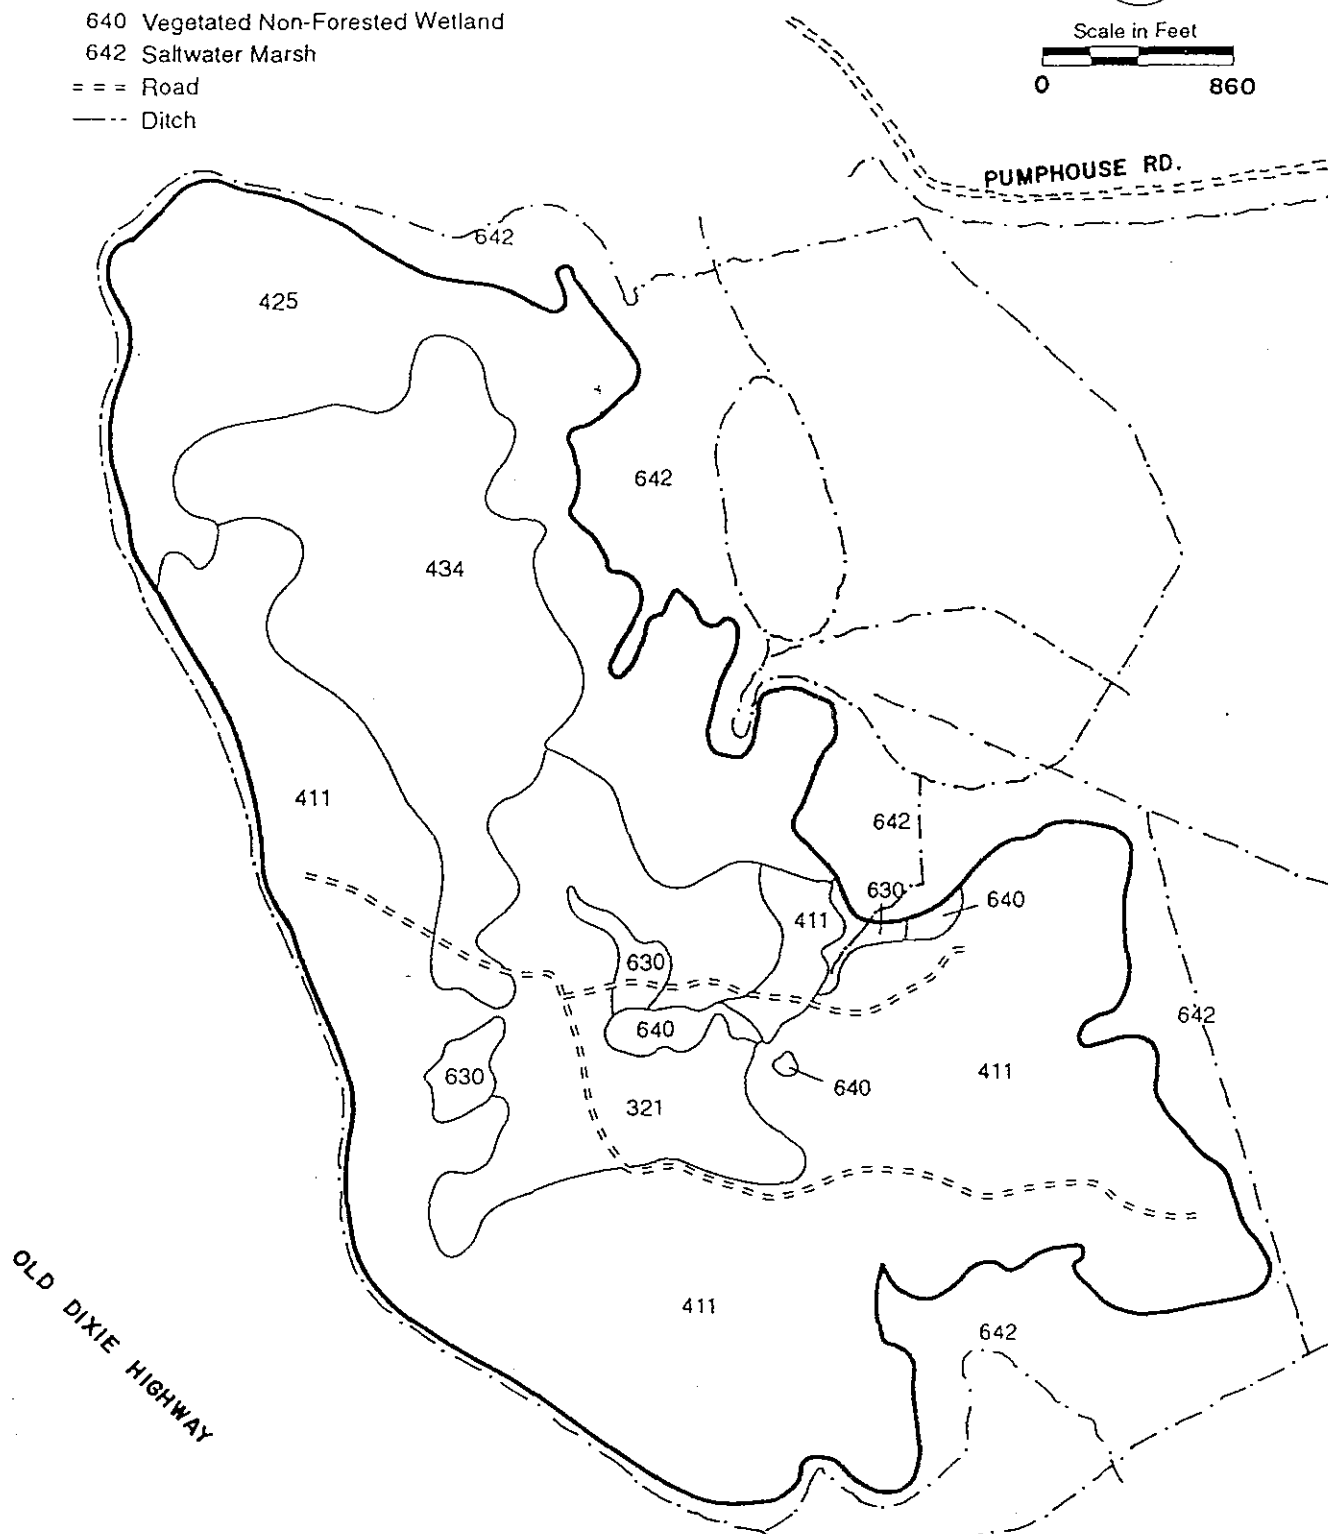 640 Vegetated Non-Forested Wetland
642 Saltwater Marsh
= = = Road
Ditch
Scale in Feet
0 860
PUMPHOUSE RD.
642
425
642
434
411
642
630
640
411
630
642
640
411
630
640
321
411
642
OLD DIXIE HIGHWAY